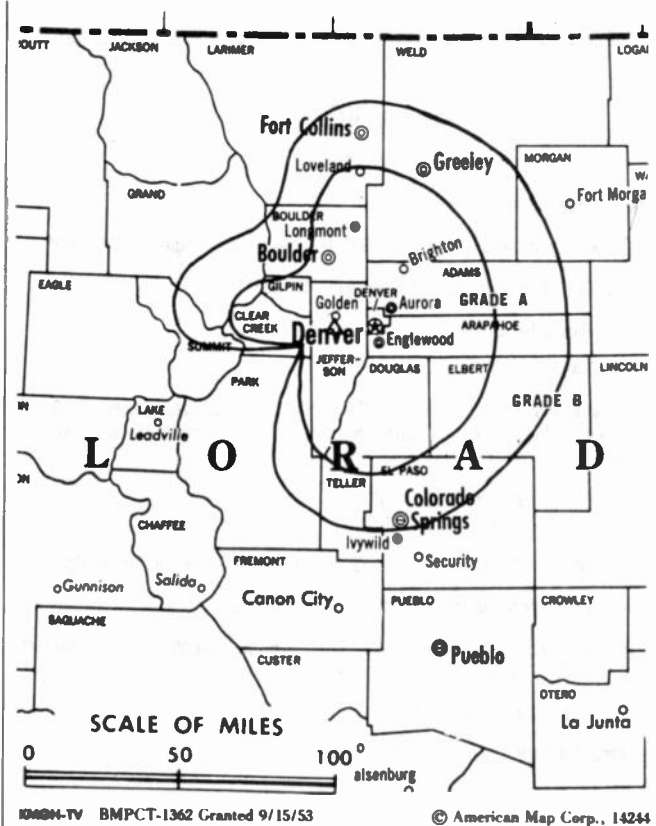 JACKSON LARIMER WELD
Fort Collins
Loveland Greeley MORGAN
GRAND Fort Morga
BOULDER
Longmont
Boulder Brighton
EAGLE GILPIN ADAMS
DENVER
Golden Aurora GRADE A
CLEAR
CREEK Denver ARAPAHOE
Englewood
SUMMIT JEFFER-
SON DOUGLAS ELBERT LINCOLN
PARK
LAKE GRADE B
Leadville
L O R A D
TELLER EL PASO
Colorado
Springs
CHAFFEE Ivywild
FREMONT Security
Gunnison Salida
Canon City PUEBLO CROWLEY
SAGUACHE
CUSTER Pueblo
OTERO
La Junta
SCALE OF MILES
0 50 100
alsenburg
BMPCT-1362 Granted 9/15/53 © American Map Corp., 14244